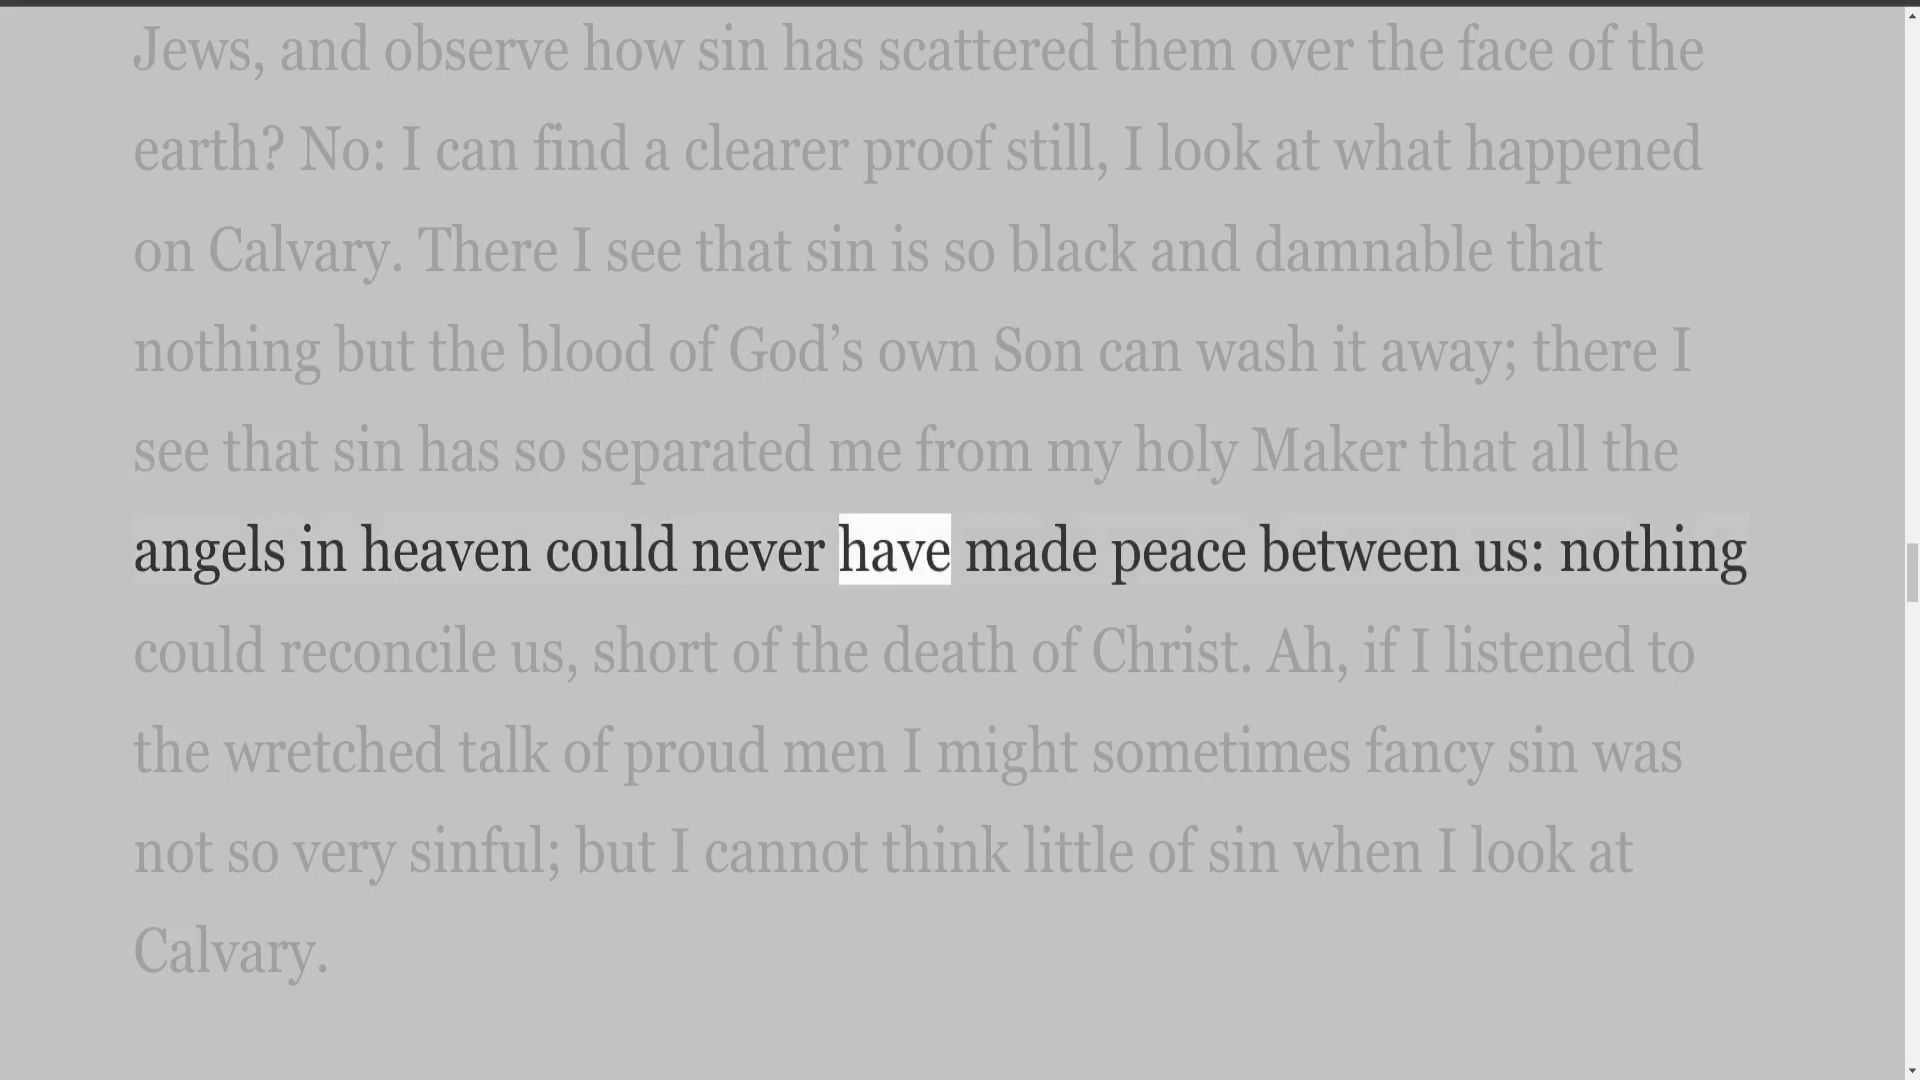 Jews, and observe how sin has scattered them over the face of the
earth? No: I can find a clearer proof still, I look at what happened
on Calvary. There I see that sin is so black and damnable that
nothing but the blood of God’s own Son can wash it away; there I
see that sin has so separated me from my holy Maker that all the
angels in heaven could never have made peace between us: nothing
could reconcile us, short of the death of Christ. Ah, if I listened to
the wretched talk of proud men I might sometimes fancy sin was
not so very sinful; but I cannot think little of sin when I look at
Calvary.